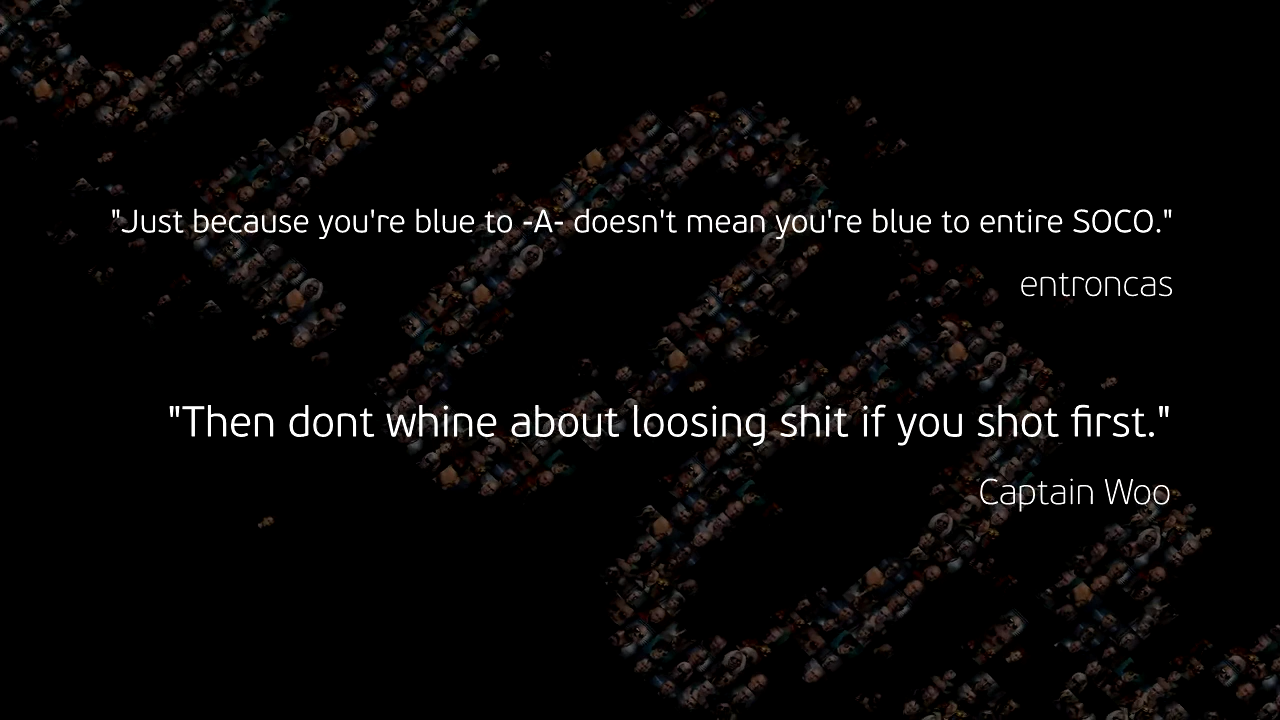 "Just because you're blue to -A- doesn't mean you're blue to entire SOCO."
entroncas
"Then dont whine about loosing shit if you shot first."
Captain Woo